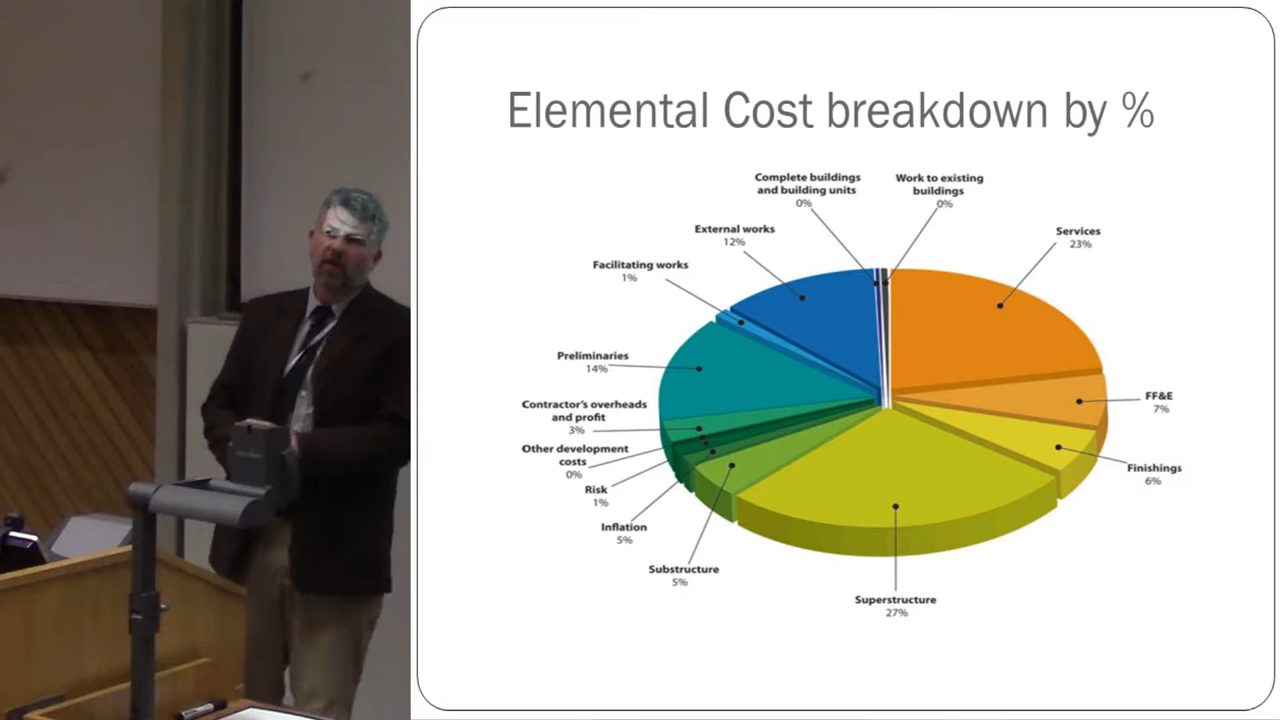 Elemental Cost breakdown by %
Complete buildings
and building units
0%
Work to existing
buildings
0%
External works
12%
Services
23%
Facilitating works
1%
Preliminaries
14%
FF&E
7%
Contractor's overheads
and profit
3%
Other development
costs
0%
Finishings
6%
Risk
1%
Inflation
5%
Substructure
5%
Superstructure
27%